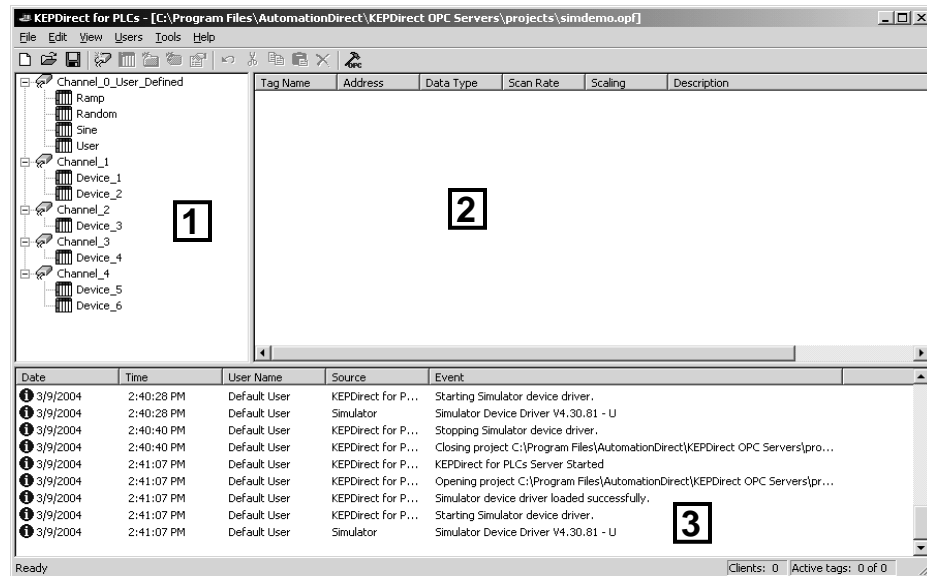 KEPDirect for PLCs - [C:\Program Files\AutomationDirect\KEPDirect OPC Servers\projects\simdemo.opf]
File Edit View Users Tools Help
OPC
Channel_0_User_Defined
Ramp
Random
Sine
User
Channel_1
Device_1
Device_2
Channel_2
Device_3
Channel_3
Device_4
Channel_4
Device_5
Device_6
1
Tag Name Address Data Type Scan Rate Scaling Description
2
Date Time User Name Source Event
3/9/2004 2:40:28 PM Default User KEPDirect for P... Starting Simulator device driver.
3/9/2004 2:40:28 PM Default User Simulator Simulator Device Driver V4.30.81 - U
3/9/2004 2:40:40 PM Default User KEPDirect for P... Stopping Simulator device driver.
3/9/2004 2:40:40 PM Default User KEPDirect for P... Closing project C:\Program Files\AutomationDirect\KEPDirect OPC Servers\pro...
3/9/2004 2:41:07 PM Default User KEPDirect for P... KEPDirect for PLCs Server Started
3/9/2004 2:41:07 PM Default User KEPDirect for P... Opening project C:\Program Files\AutomationDirect\KEPDirect OPC Servers\pr...
3/9/2004 2:41:07 PM Default User KEPDirect for P... Simulator device driver loaded successfully.
3/9/2004 2:41:07 PM Default User KEPDirect for P... Starting Simulator device driver.
3/9/2004 2:41:07 PM Default User Simulator Simulator Device Driver V4.30.81 - U
3
Ready Clients: 0 Active tags: 0 of 0